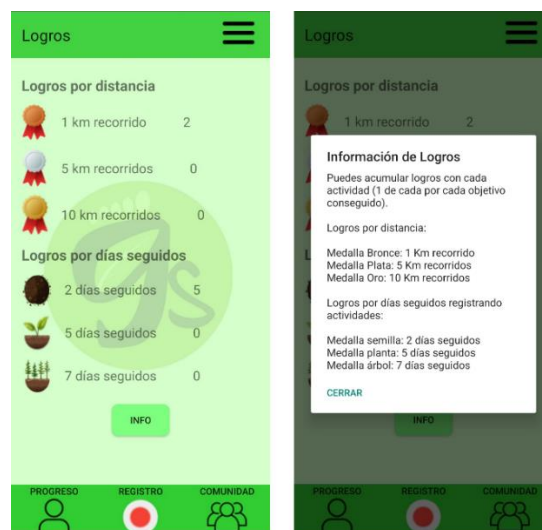 Logros
Logros por distancia
1 km recorrido 2
5 km recorridos 0
10 km recorridos 0
Logros por días seguidos
2 días seguidos 5
5 días seguidos 0
7 días seguidos 0
INFO
PROGRESO REGISTRO COMUNIDAD
Logros
Logros por distancia
1 km recorrido 2
Información de Logros
Puedes acumular logros con cada
actividad (1 de cada por cada objetivo
conseguido).
Logros por distancia:
Medalla Bronce: 1 Km recorrido
Medalla Plata: 5 Km recorridos
Medalla Oro: 10 Km recorridos
Logros por días seguidos registrando
actividades:
Medalla semilla: 2 días seguidos
Medalla planta: 5 días seguidos
Medalla árbol: 7 días seguidos
CERRAR
INFO
PROGRESO REGISTRO COMUNIDAD